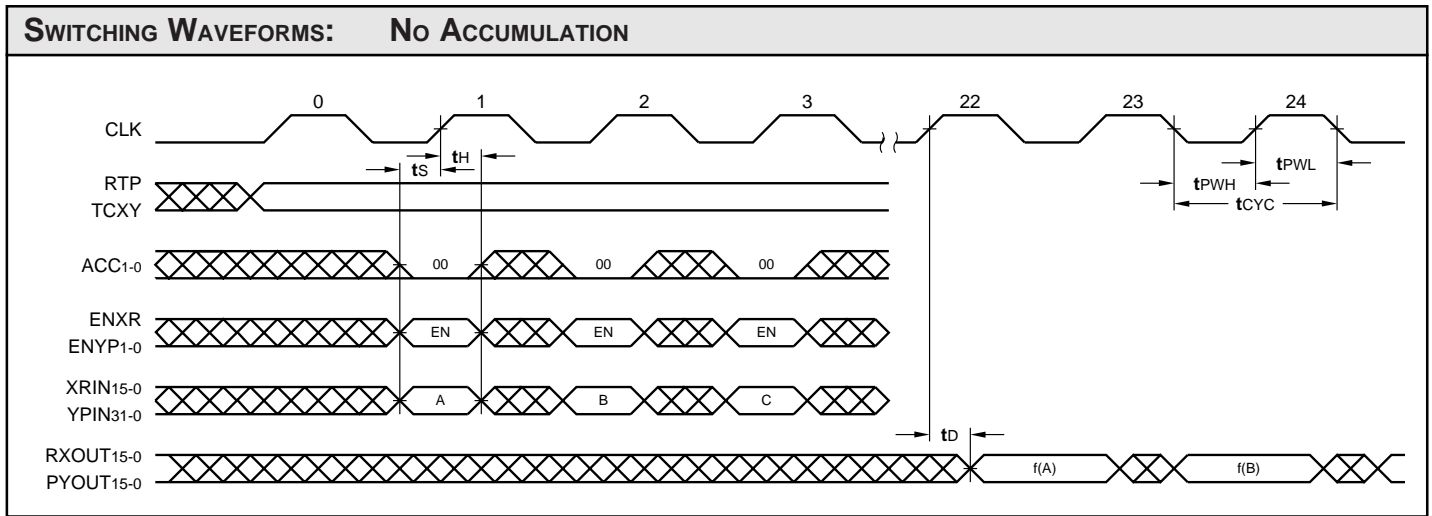 SWITCHING WAVEFORMS: NO ACCUMULATION
0 1 2 3 22 23 24
CLK
tH
tS
tPWL
tPWH
tCYC
RTP
TCXY
ACC1-0 00 00 00
ENXR
ENYP1-0
EN EN EN
XRIN15-0
YPIN31-0
A B C
tD
RXOUT15-0
PYOUT15-0
f(A) f(B)